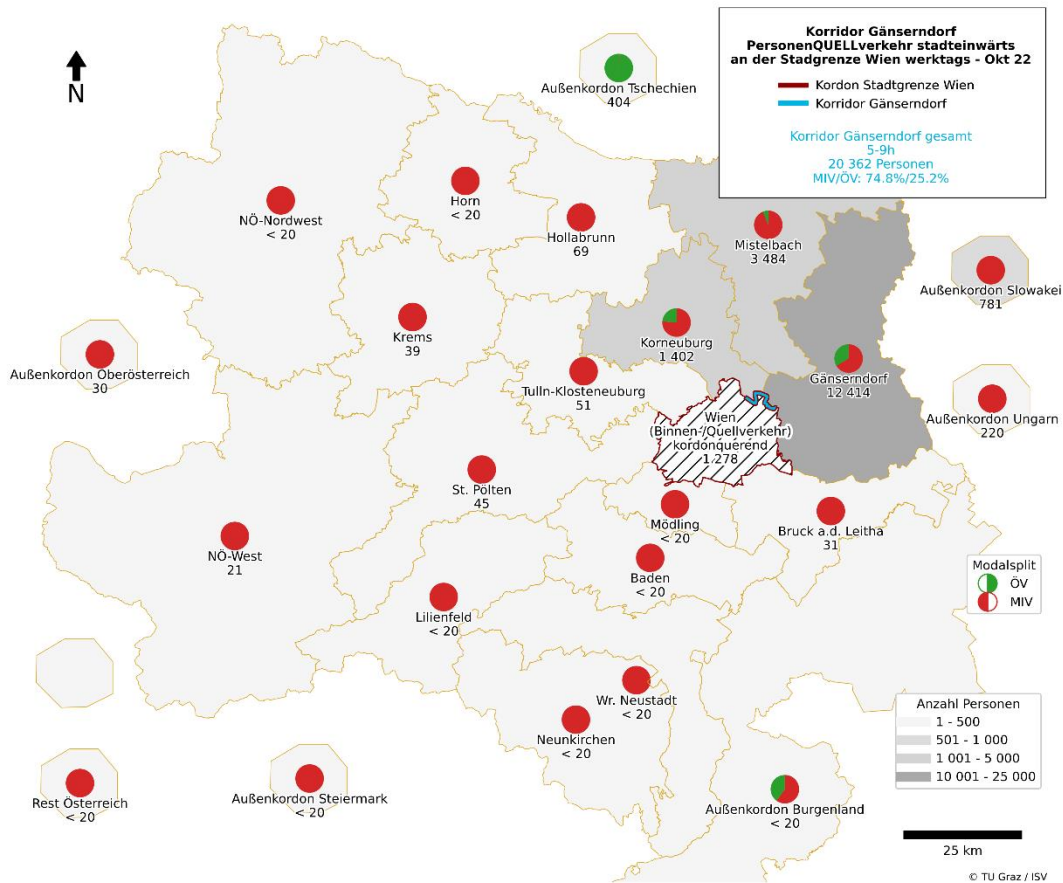 Korridor Gänserndorf
PersonenQUELLverkehr stadteinwärts
an der Stadgrenze Wien werktags - Okt 22
Kordon Stadtgrenze Wien
Korridor Gänserndorf
Korridor Gänserndorf gesamt
5-9h
20 362 Personen
MIV/ÖV: 74.8%/25.2%
N
Außenkordon Tschechien
404
NÖ-Nordwest
< 20
Horn
< 20
Hollabrunn
69
Mistelbach
3 484
Außenkordon Slowakei
781
Krems
39
Korneuburg
1 402
Außenkordon Oberösterreich
30
Tulln-Klosteneuburg
51
Gänserndorf
12 414
Außenkordon Ungarn
220
Wien
(Binnen-/Quellverkehr)
kordonquerend
1 278
St. Pölten
45
Mödling
< 20
Bruck a.d. Leitha
31
NÖ-West
21
Baden
< 20
Lilienfeld
< 20
Modalsplit
ÖV
MIV
Wr. Neustadt
< 20
Neunkirchen
< 20
Anzahl Personen
1 - 500
501 - 1 000
1 001 - 5 000
10 001 - 25 000
Rest Österreich
< 20
Außenkordon Steiermark
< 20
Außenkordon Burgenland
< 20
25 km
© TU Graz / ISV